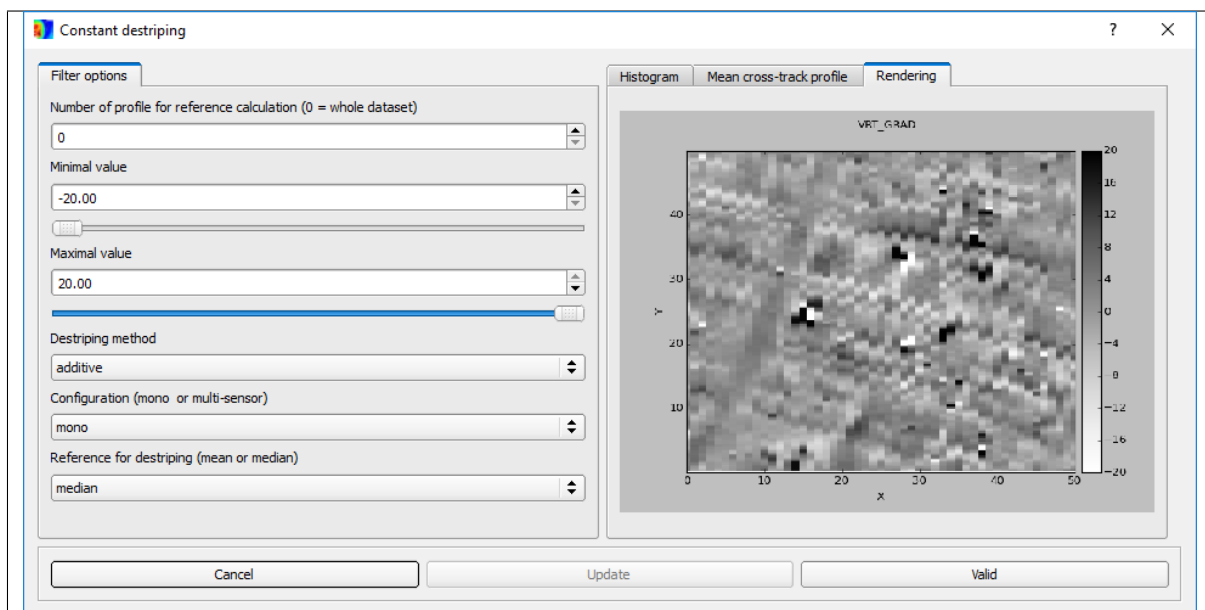 Constant destriping
?
Filter options
Number of profile for reference calculation (0 = whole dataset)
0
Minimal value
-20.00
Maximal value
20.00
Destriping method
additive
Configuration (mono or multi-sensor)
mono
Reference for destriping (mean or median)
median
Histogram
Mean cross-track profile
Rendering
VRT_GRAD
40
30
20
10
Y
0
10
20
30
40
50
X
20
16
12
8
4
0
−4
−8
−12
−16
−20
Cancel
Update
Valid